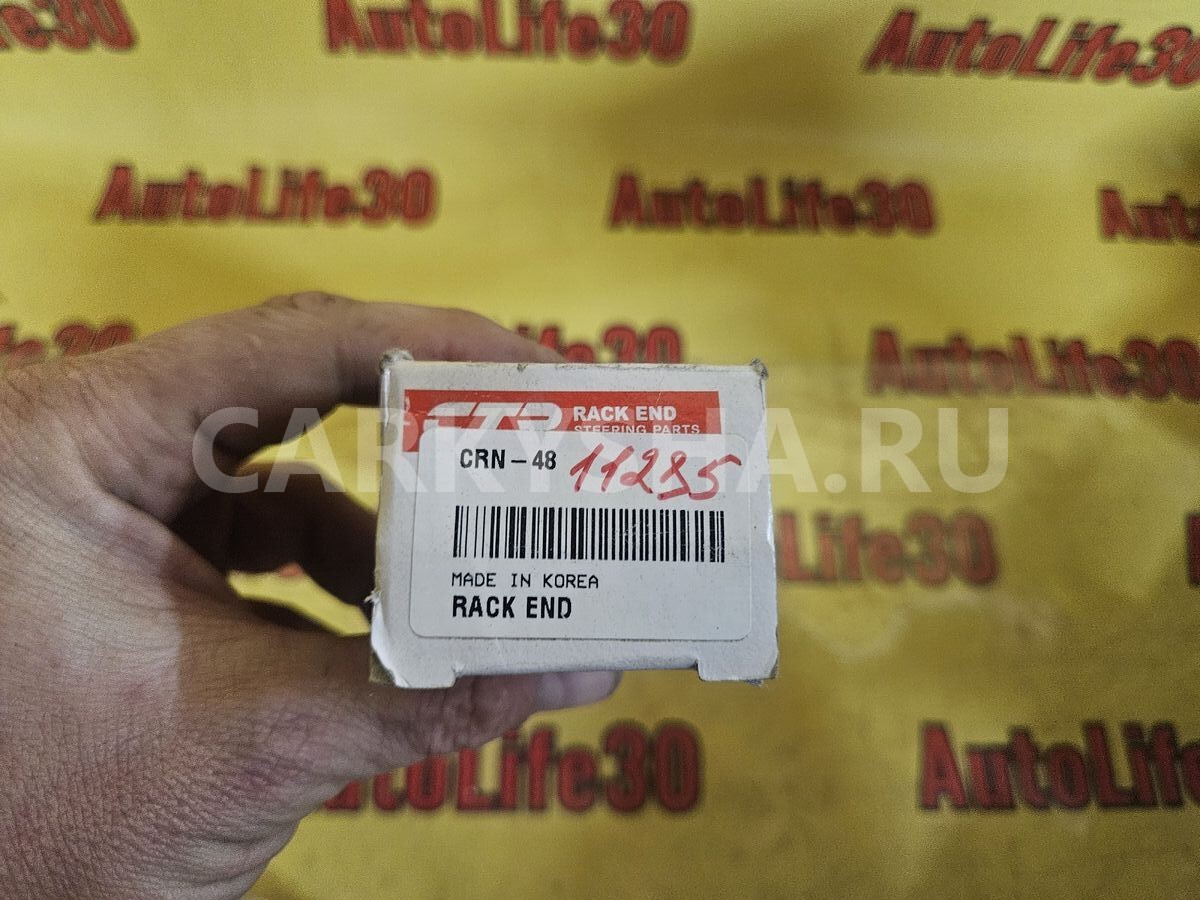 AutoLife30
AutoLife30
AutoLife30 AutoLife30
AutoLife30
CTR RACK END
STEERING PARTS
CARKYSHA.RU
CRN-48 11285
MADE IN KOREA
RACK END
Life30
AutoLife30 AutoLife